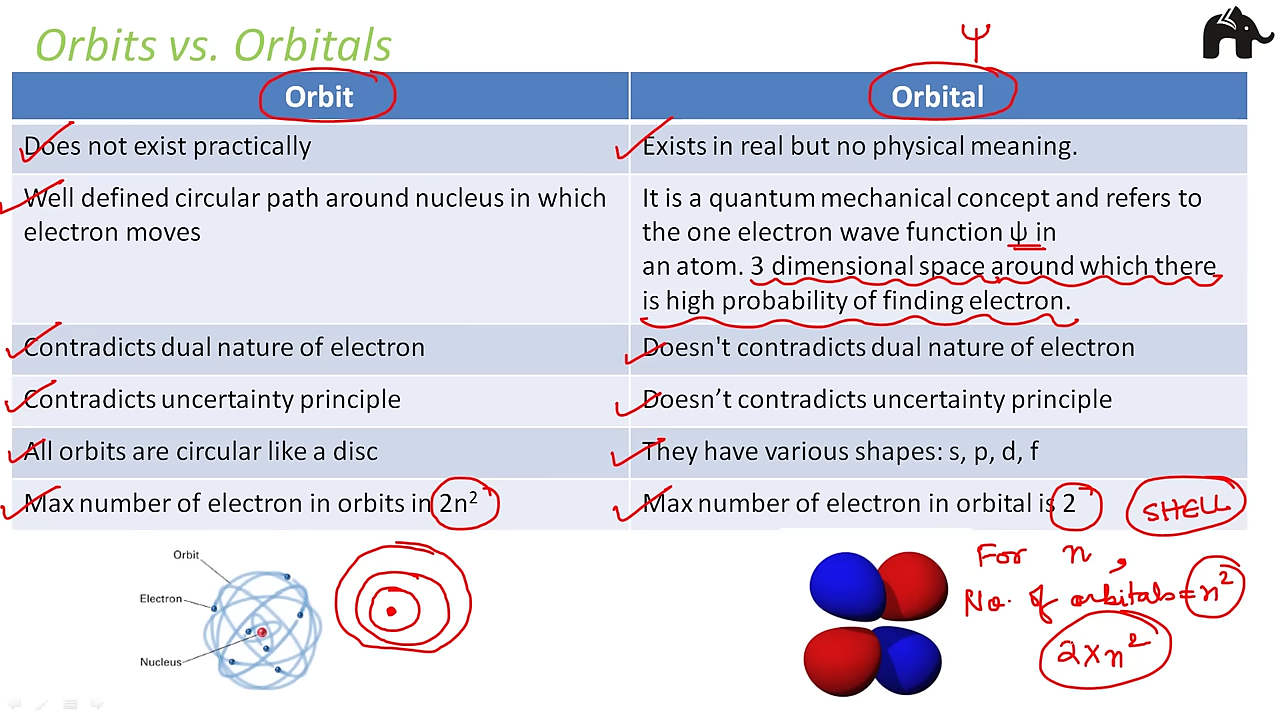 Orbits vs. Orbitals
ψ
Orbit
Orbital
Does not exist practically
Exists in real but no physical meaning.
Well defined circular path around nucleus in which
electron moves
It is a quantum mechanical concept and refers to
the one electron wave function ψ in
an atom. 3 dimensional space around which there
is high probability of finding electron.
Contradicts dual nature of electron
Doesn't contradicts dual nature of electron
Contradicts uncertainty principle
Doesn’t contradicts uncertainty principle
All orbits are circular like a disc
They have various shapes: s, p, d, f
Max number of electron in orbits in 2n²
Max number of electron in orbital is 2
SHELL
Orbit
Electron
Nucleus
For n,
No. of orbitals = n²
2×n²